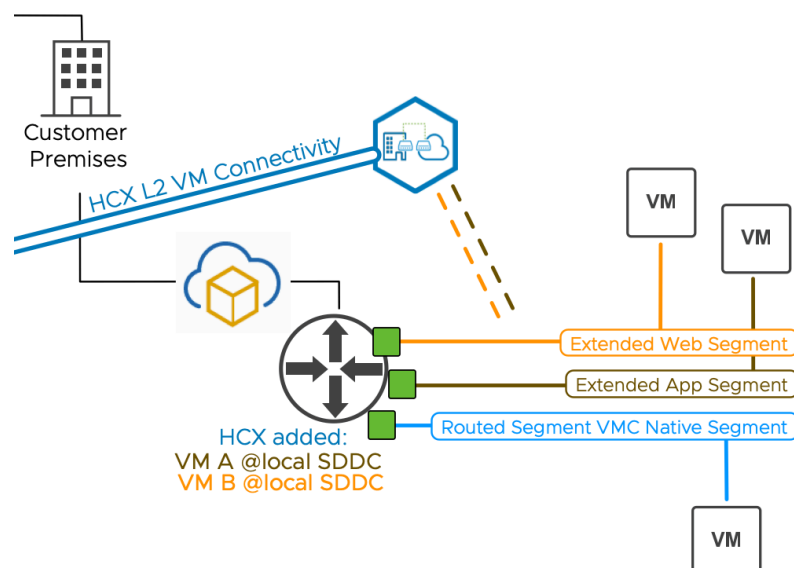 Customer
Premises
HCX L2 VM Connectivity
VM
VM
Extended Web Segment
Extended App Segment
Routed Segment VMC Native Segment
HCX added:
VM A @local SDDC
VM B @local SDDC
VM